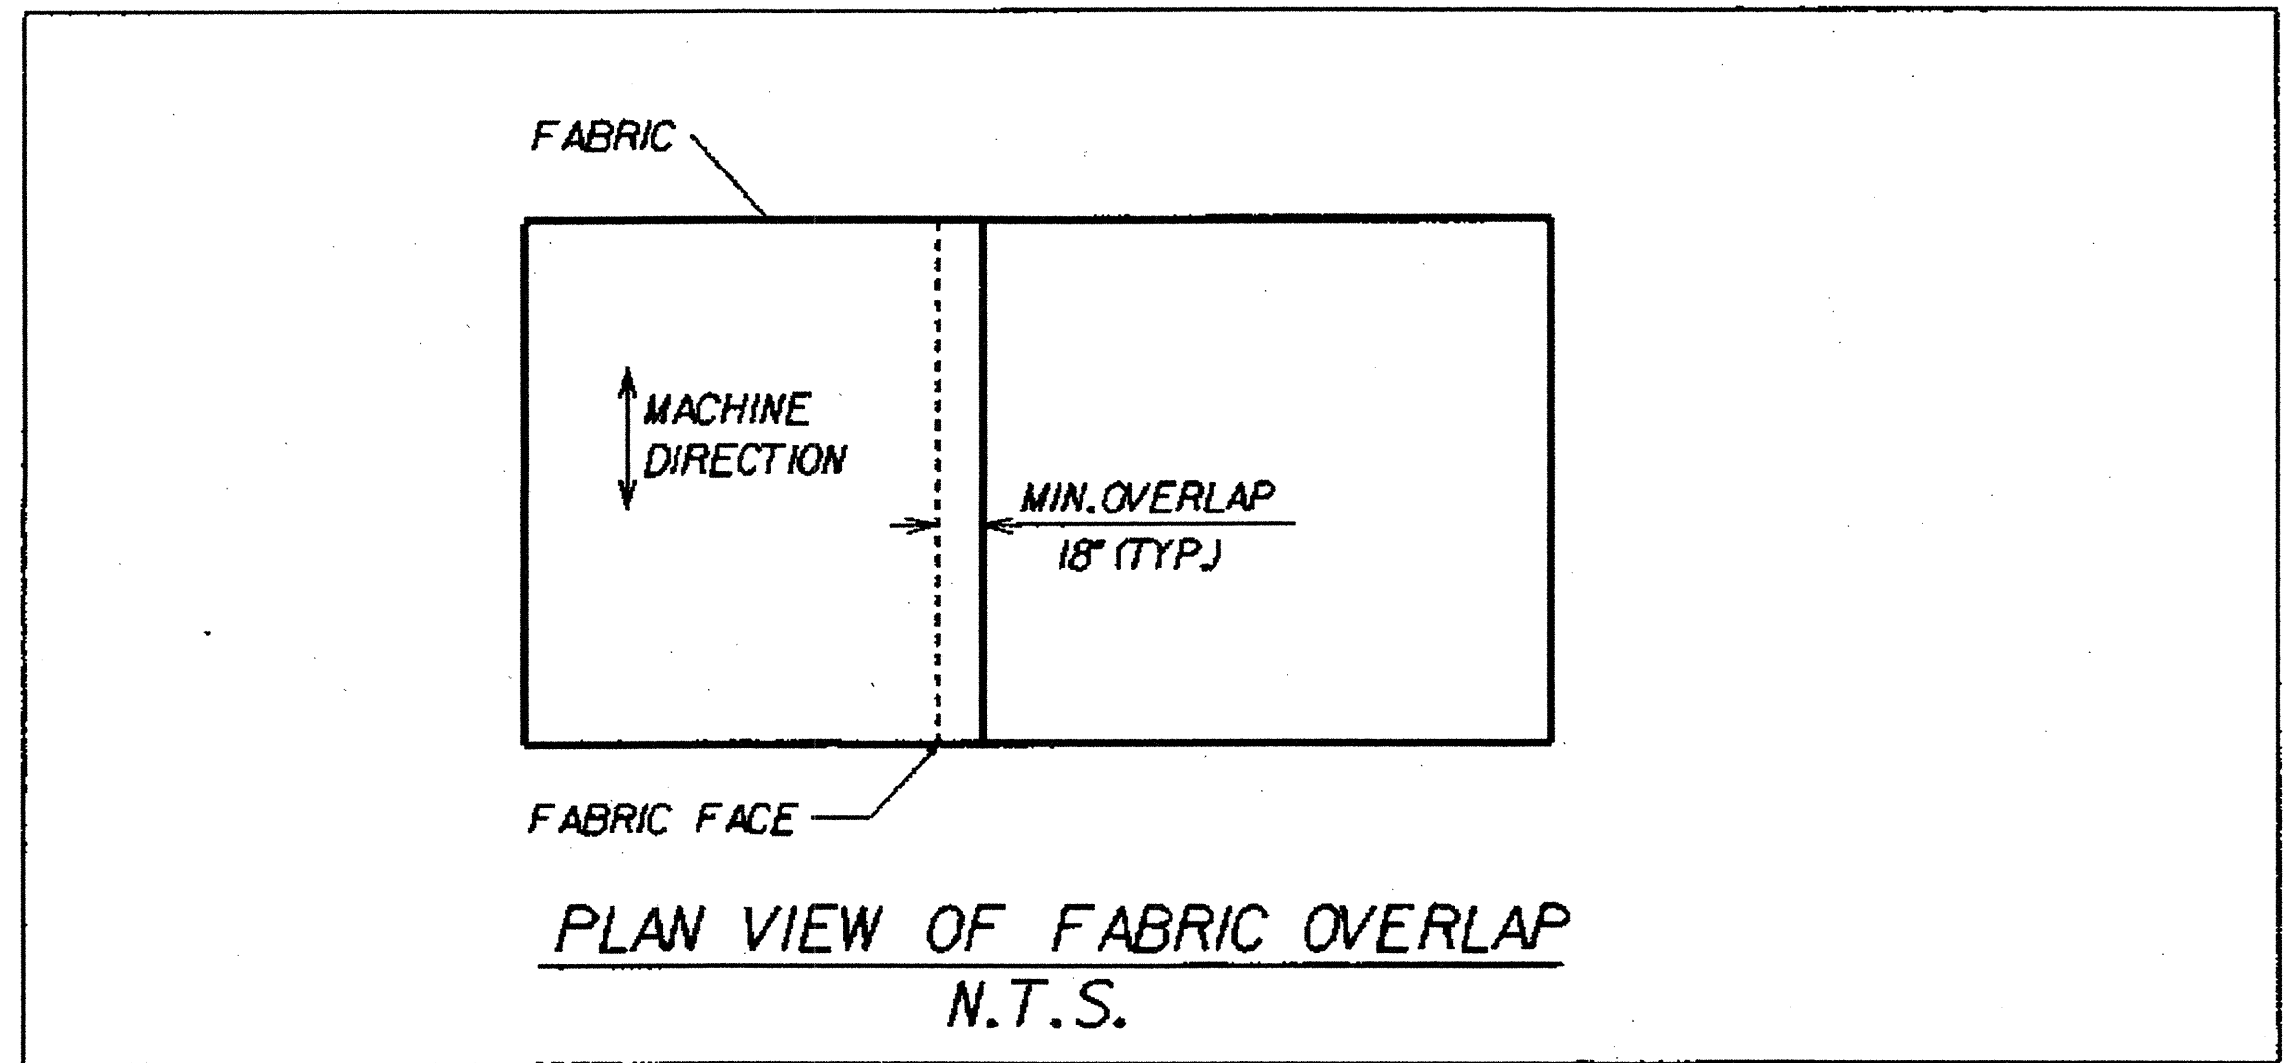 FABRIC
MACHINE
DIRECTION
MIN. OVERLAP
18" (TYP.)
FABRIC FACE
PLAN VIEW OF FABRIC OVERLAP
N.T.S.